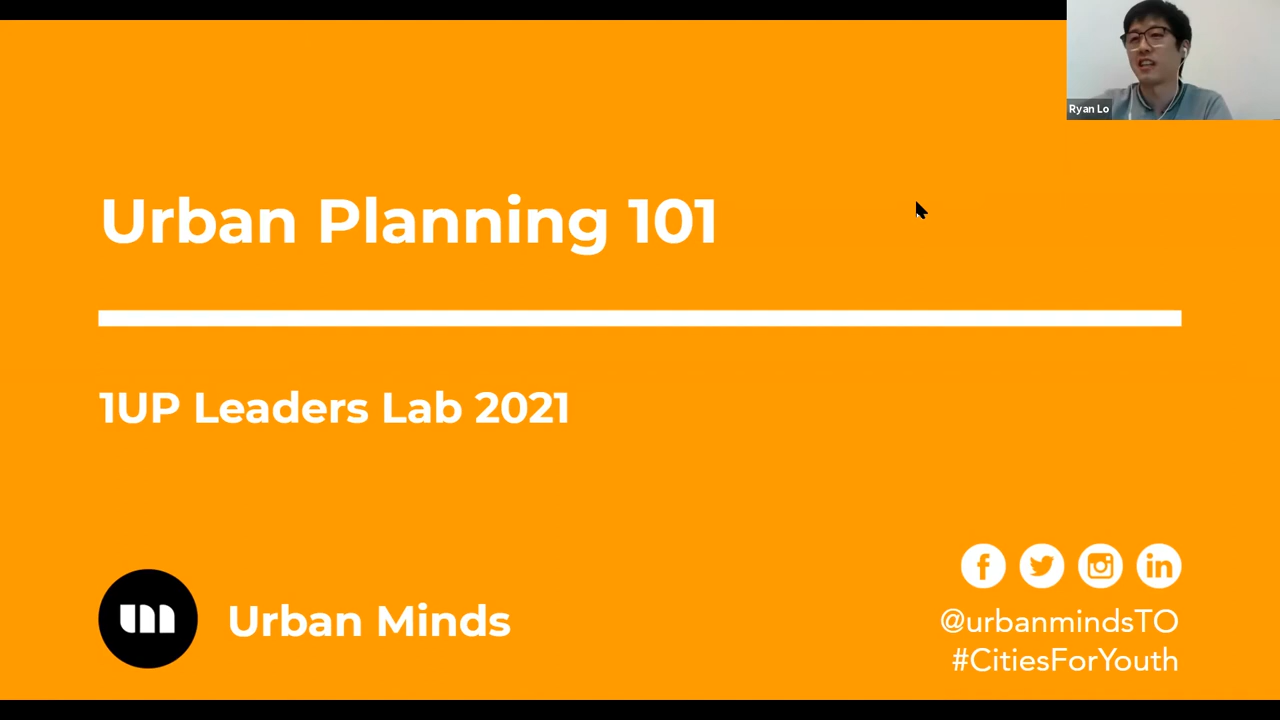 Ryan Lo
Urban Planning 101
1UP Leaders Lab 2021
Urban Minds
@urbanmindsTO
#CitiesForYouth